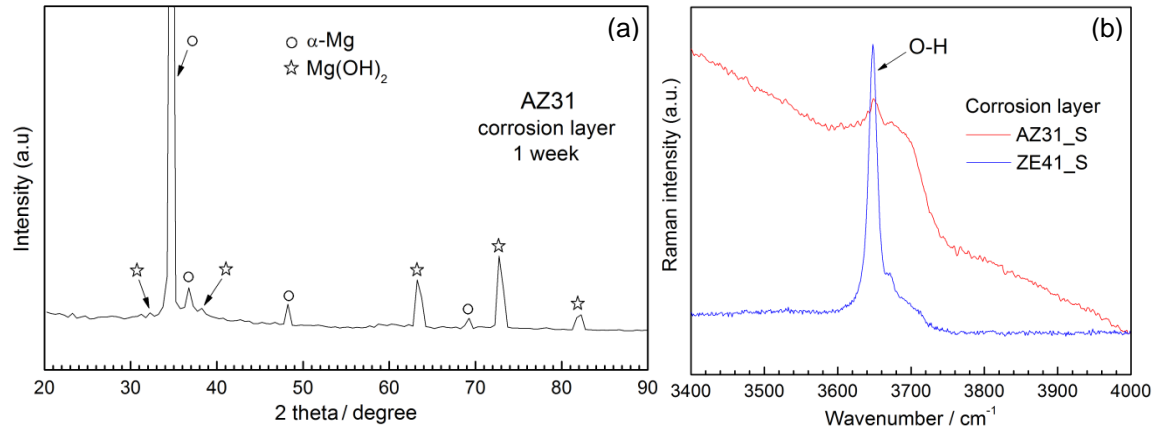 (a)
○ α-Mg
☆ Mg(OH)₂
AZ31
corrosion layer
1 week
Intensity (a.u)
20 30 40 50 60 70 80 90
2 theta / degree
(b)
O-H
Corrosion layer
AZ31_S
ZE41_S
Raman intensity (a.u.)
3400 3500 3600 3700 3800 3900 4000
Wavenumber / cm⁻¹